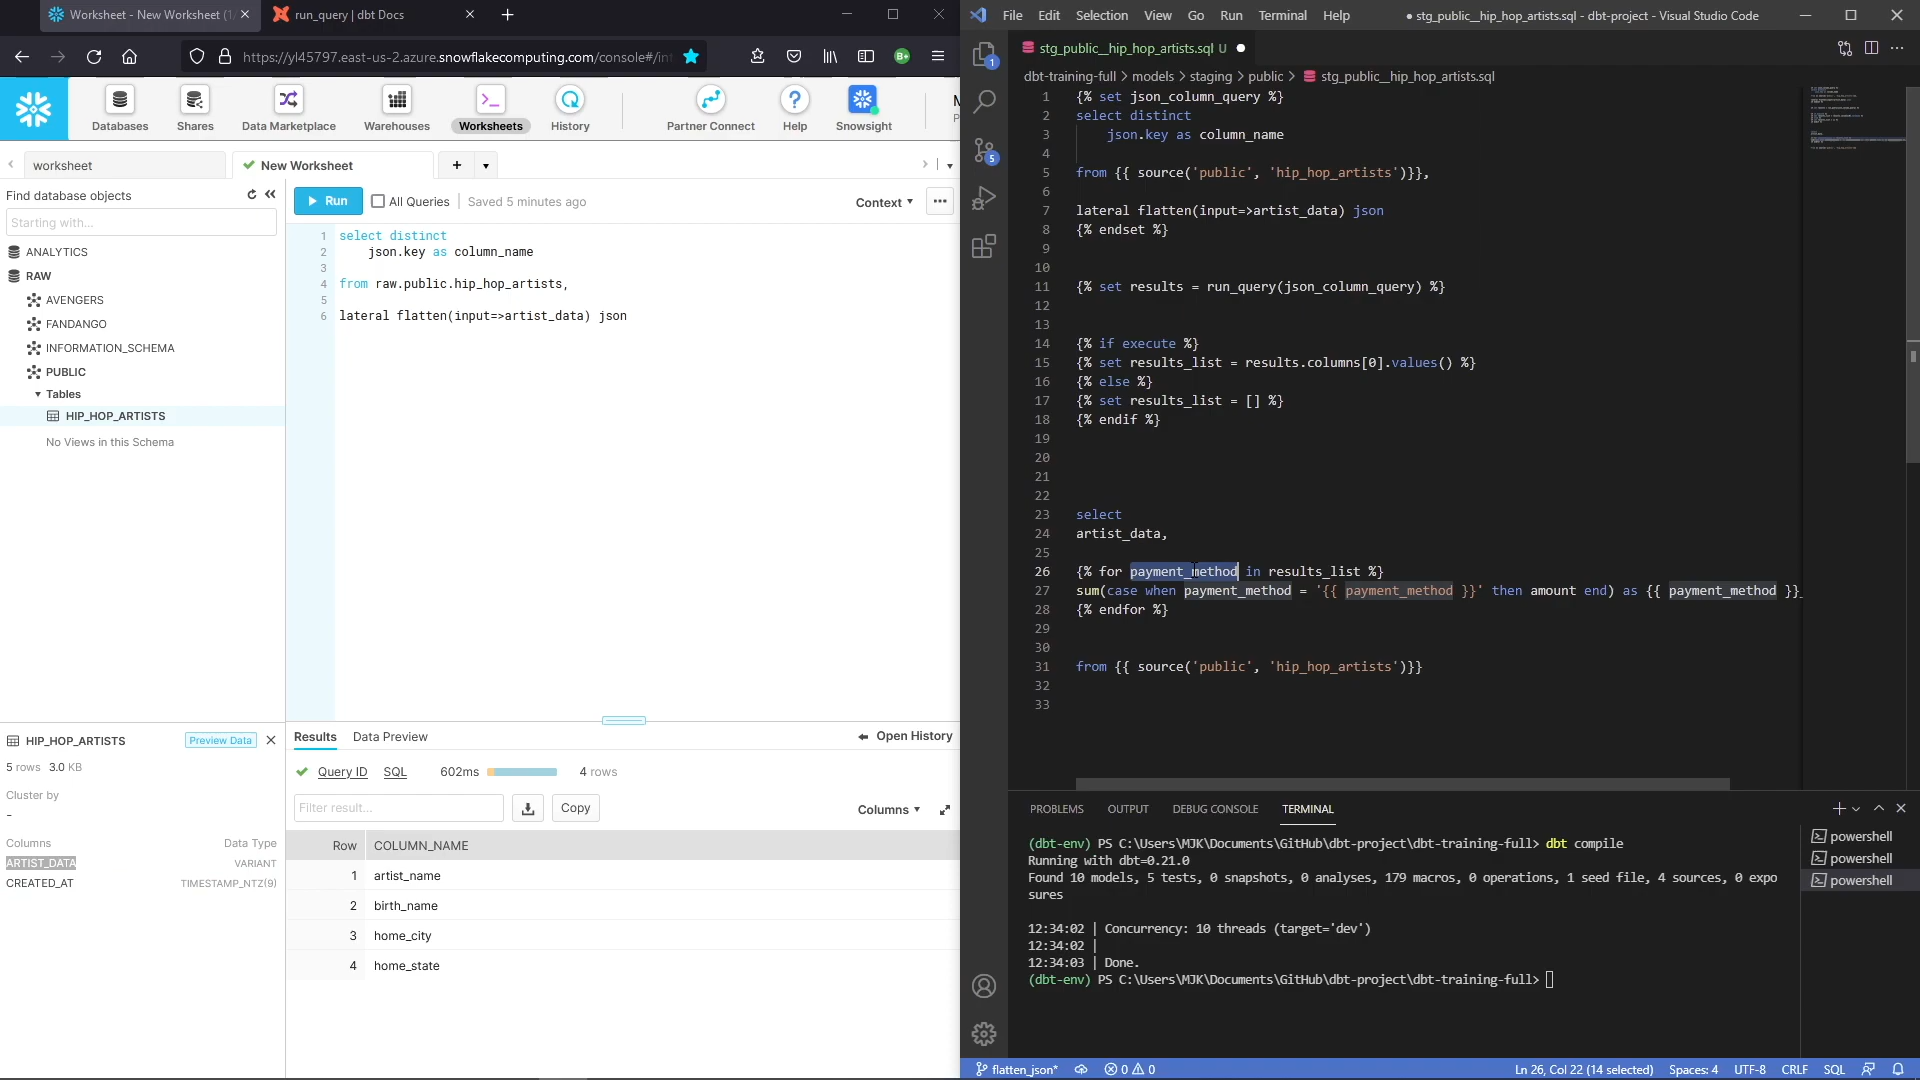 Worksheet - New Worksheet (1/
run_query | dbt Docs
https://yl45797.east-us-2.azure.snowflakecomputing.com/console#/int
Databases
Shares
Data Marketplace
Warehouses
Worksheets
History
Partner Connect
Help
Snowsight
worksheet
New Worksheet
Find database objects
Starting with...
ANALYTICS
RAW
AVENGERS
FANDANGO
INFORMATION_SCHEMA
PUBLIC
Tables
HIP_HOP_ARTISTS
No Views in this Schema
Run
All Queries
Saved 5 minutes ago
Context
1 select distinct
2 json.key as column_name
3
4 from raw.public.hip_hop_artists,
5
6 lateral flatten(input=>artist_data) json
HIP_HOP_ARTISTS
Preview Data
5 rows 3.0 KB
Cluster by
-
Columns Data Type
ARTIST_DATA VARIANT
CREATED_AT TIMESTAMP_NTZ(9)
Results
Data Preview
Open History
Query ID SQL 602ms 4 rows
Filter result...
Copy
Columns
Row COLUMN_NAME
1 artist_name
2 birth_name
3 home_city
4 home_state
File Edit Selection View Go Run Terminal Help
● stg_public__hip_hop_artists.sql - dbt-project - Visual Studio Code
stg_public__hip_hop_artists.sql U
dbt-training-full > models > staging > public > stg_public__hip_hop_artists.sql
1
5
1 {% set json_column_query %}
2 select distinct
3 json.key as column_name
4
5 from {{ source('public', 'hip_hop_artists')}},
6
7 lateral flatten(input=>artist_data) json
8 {% endset %}
9
10
11 {% set results = run_query(json_column_query) %}
12
13
14 {% if execute %}
15 {% set results_list = results.columns[0].values() %}
16 {% else %}
17 {% set results_list = [] %}
18 {% endif %}
19
20
21
22
23 select
24 artist_data,
25
26 {% for payment_method in results_list %}
27 sum(case when payment_method = '{{ payment_method }}' then amount end) as {{ payment_method }}_
28 {% endfor %}
29
30
31 from {{ source('public', 'hip_hop_artists')}}
32
33
PROBLEMS OUTPUT DEBUG CONSOLE TERMINAL
(dbt-env) PS C:\Users\MJK\Documents\GitHub\dbt-project\dbt-training-full> dbt compile
Running with dbt=0.21.0
Found 10 models, 5 tests, 0 snapshots, 0 analyses, 179 macros, 0 operations, 1 seed file, 4 sources, 0 expo
sures
12:34:02 | Concurrency: 10 threads (target='dev')
12:34:02 |
12:34:03 | Done.
(dbt-env) PS C:\Users\MJK\Documents\GitHub\dbt-project\dbt-training-full>
powershell
powershell
powershell
flatten_json* 0 0
Ln 26, Col 22 (14 selected) Spaces: 4 UTF-8 CRLF SQL